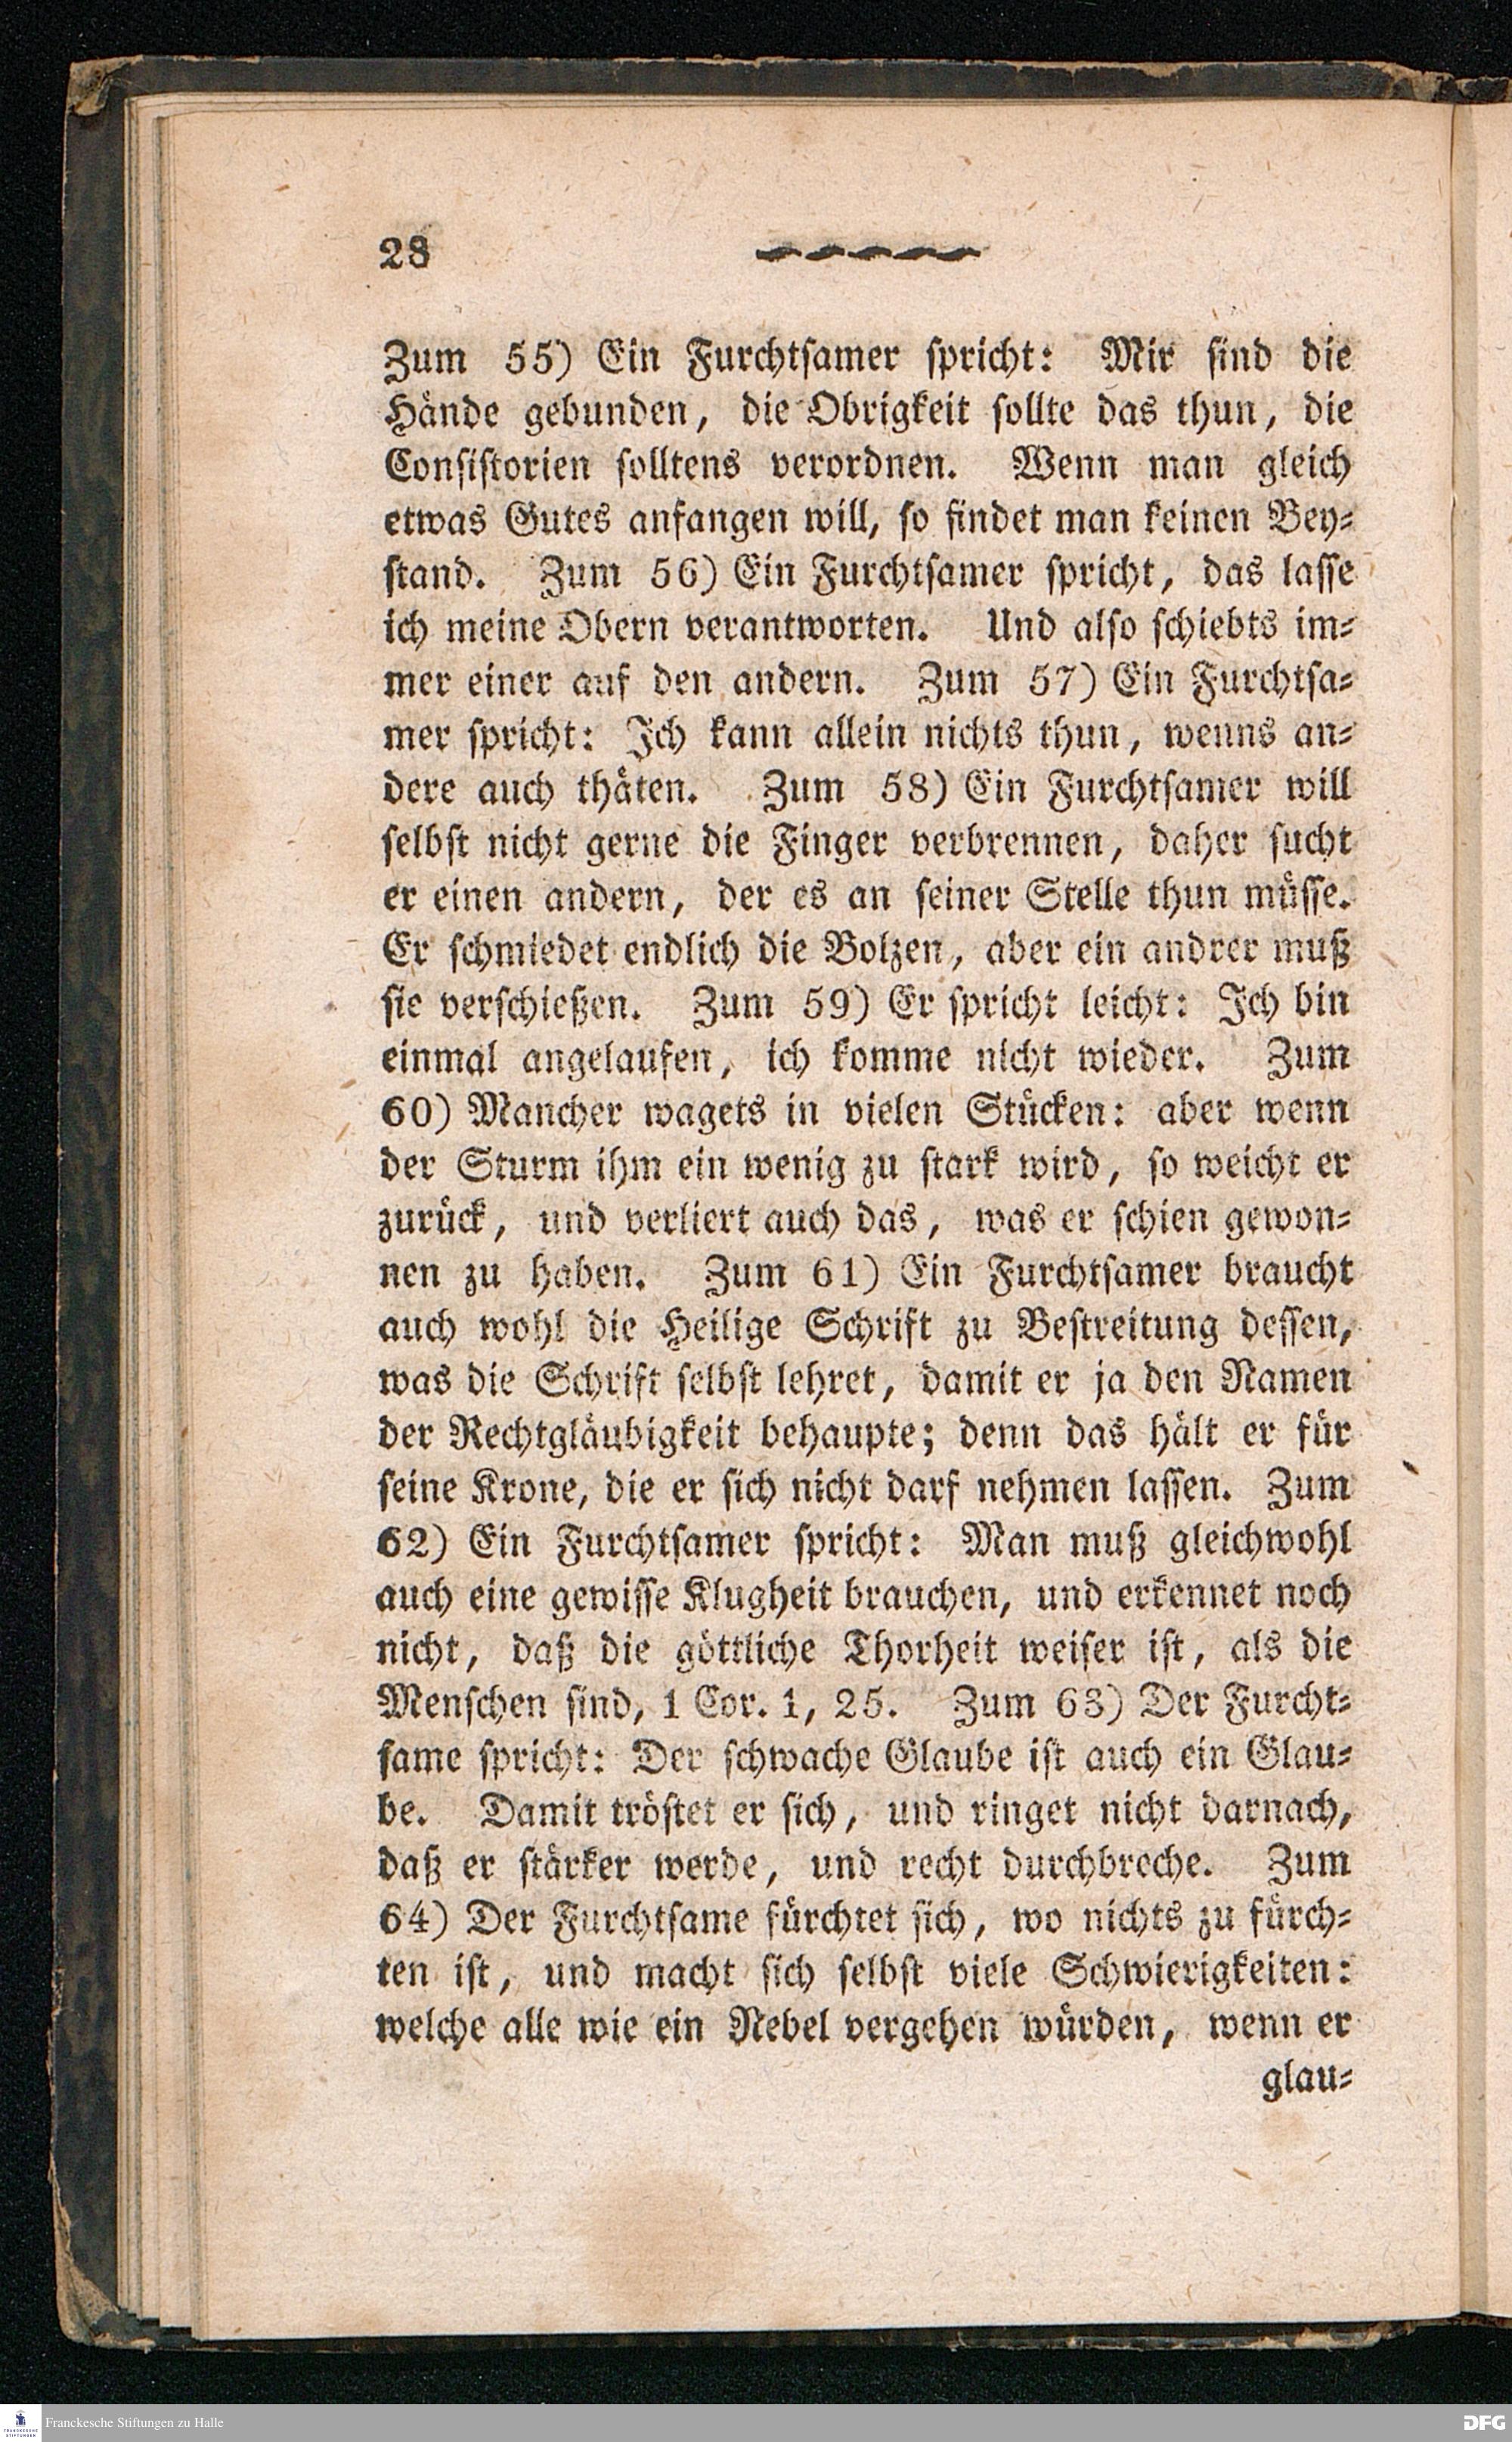 28
Zum 55) Ein Furchtsamer spricht: Mir sind die
Hände gebunden, die Obrigkeit sollte das thun, die
Consistorien solltens verordnen. Wenn man gleich
etwas Gutes anfangen will, so findet man keinen Bey-
stand. Zum 56) Ein Furchtsamer spricht, das lasse
ich meine Obern verantworten. Und also schiebts im-
mer einer auf den andern. Zum 57) Ein Furchtsa-
mer spricht: Ich kann allein nichts thun, wenns an-
dere auch thäten. Zum 58) Ein Furchtsamer will
selbst nicht gerne die Finger verbrennen, daher sucht
er einen andern, der es an seiner Stelle thun müsse.
Er schmiedet endlich die Bolzen, aber ein andrer muß
sie verschießen. Zum 59) Er spricht leicht: Ich bin
einmal angelaufen, ich komme nicht wieder. Zum
60) Mancher wagets in vielen Stücken: aber wenn
der Sturm ihm ein wenig zu stark wird, so weicht er
zurück, und verliert auch das, was er schien gewon-
nen zu haben. Zum 61) Ein Furchtsamer braucht
auch wohl die Heilige Schrift zu Bestreitung dessen,
was die Schrift selbst lehret, damit er ja den Namen
der Rechtgläubigkeit behaupte; denn das hält er für
seine Krone, die er sich nicht darf nehmen lassen. Zum
62) Ein Furchtsamer spricht: Man muß gleichwohl
auch eine gewisse Klugheit brauchen, und erkennet noch
nicht, daß die göttliche Thorheit weiser ist, als die
Menschen sind, 1 Cor. 1, 25. Zum 63) Der Furcht-
same spricht: Der schwache Glaube ist auch ein Glau-
be. Damit tröstet er sich, und ringet nicht darnach,
daß er stärker werde, und recht durchbreche. Zum
64) Der Furchtsame fürchtet sich, wo nichts zu fürch-
ten ist, und macht sich selbst viele Schwierigkeiten:
welche alle wie ein Nebel vergehen würden, wenn er
glau-
Franckesche Stiftungen zu Halle
DFG